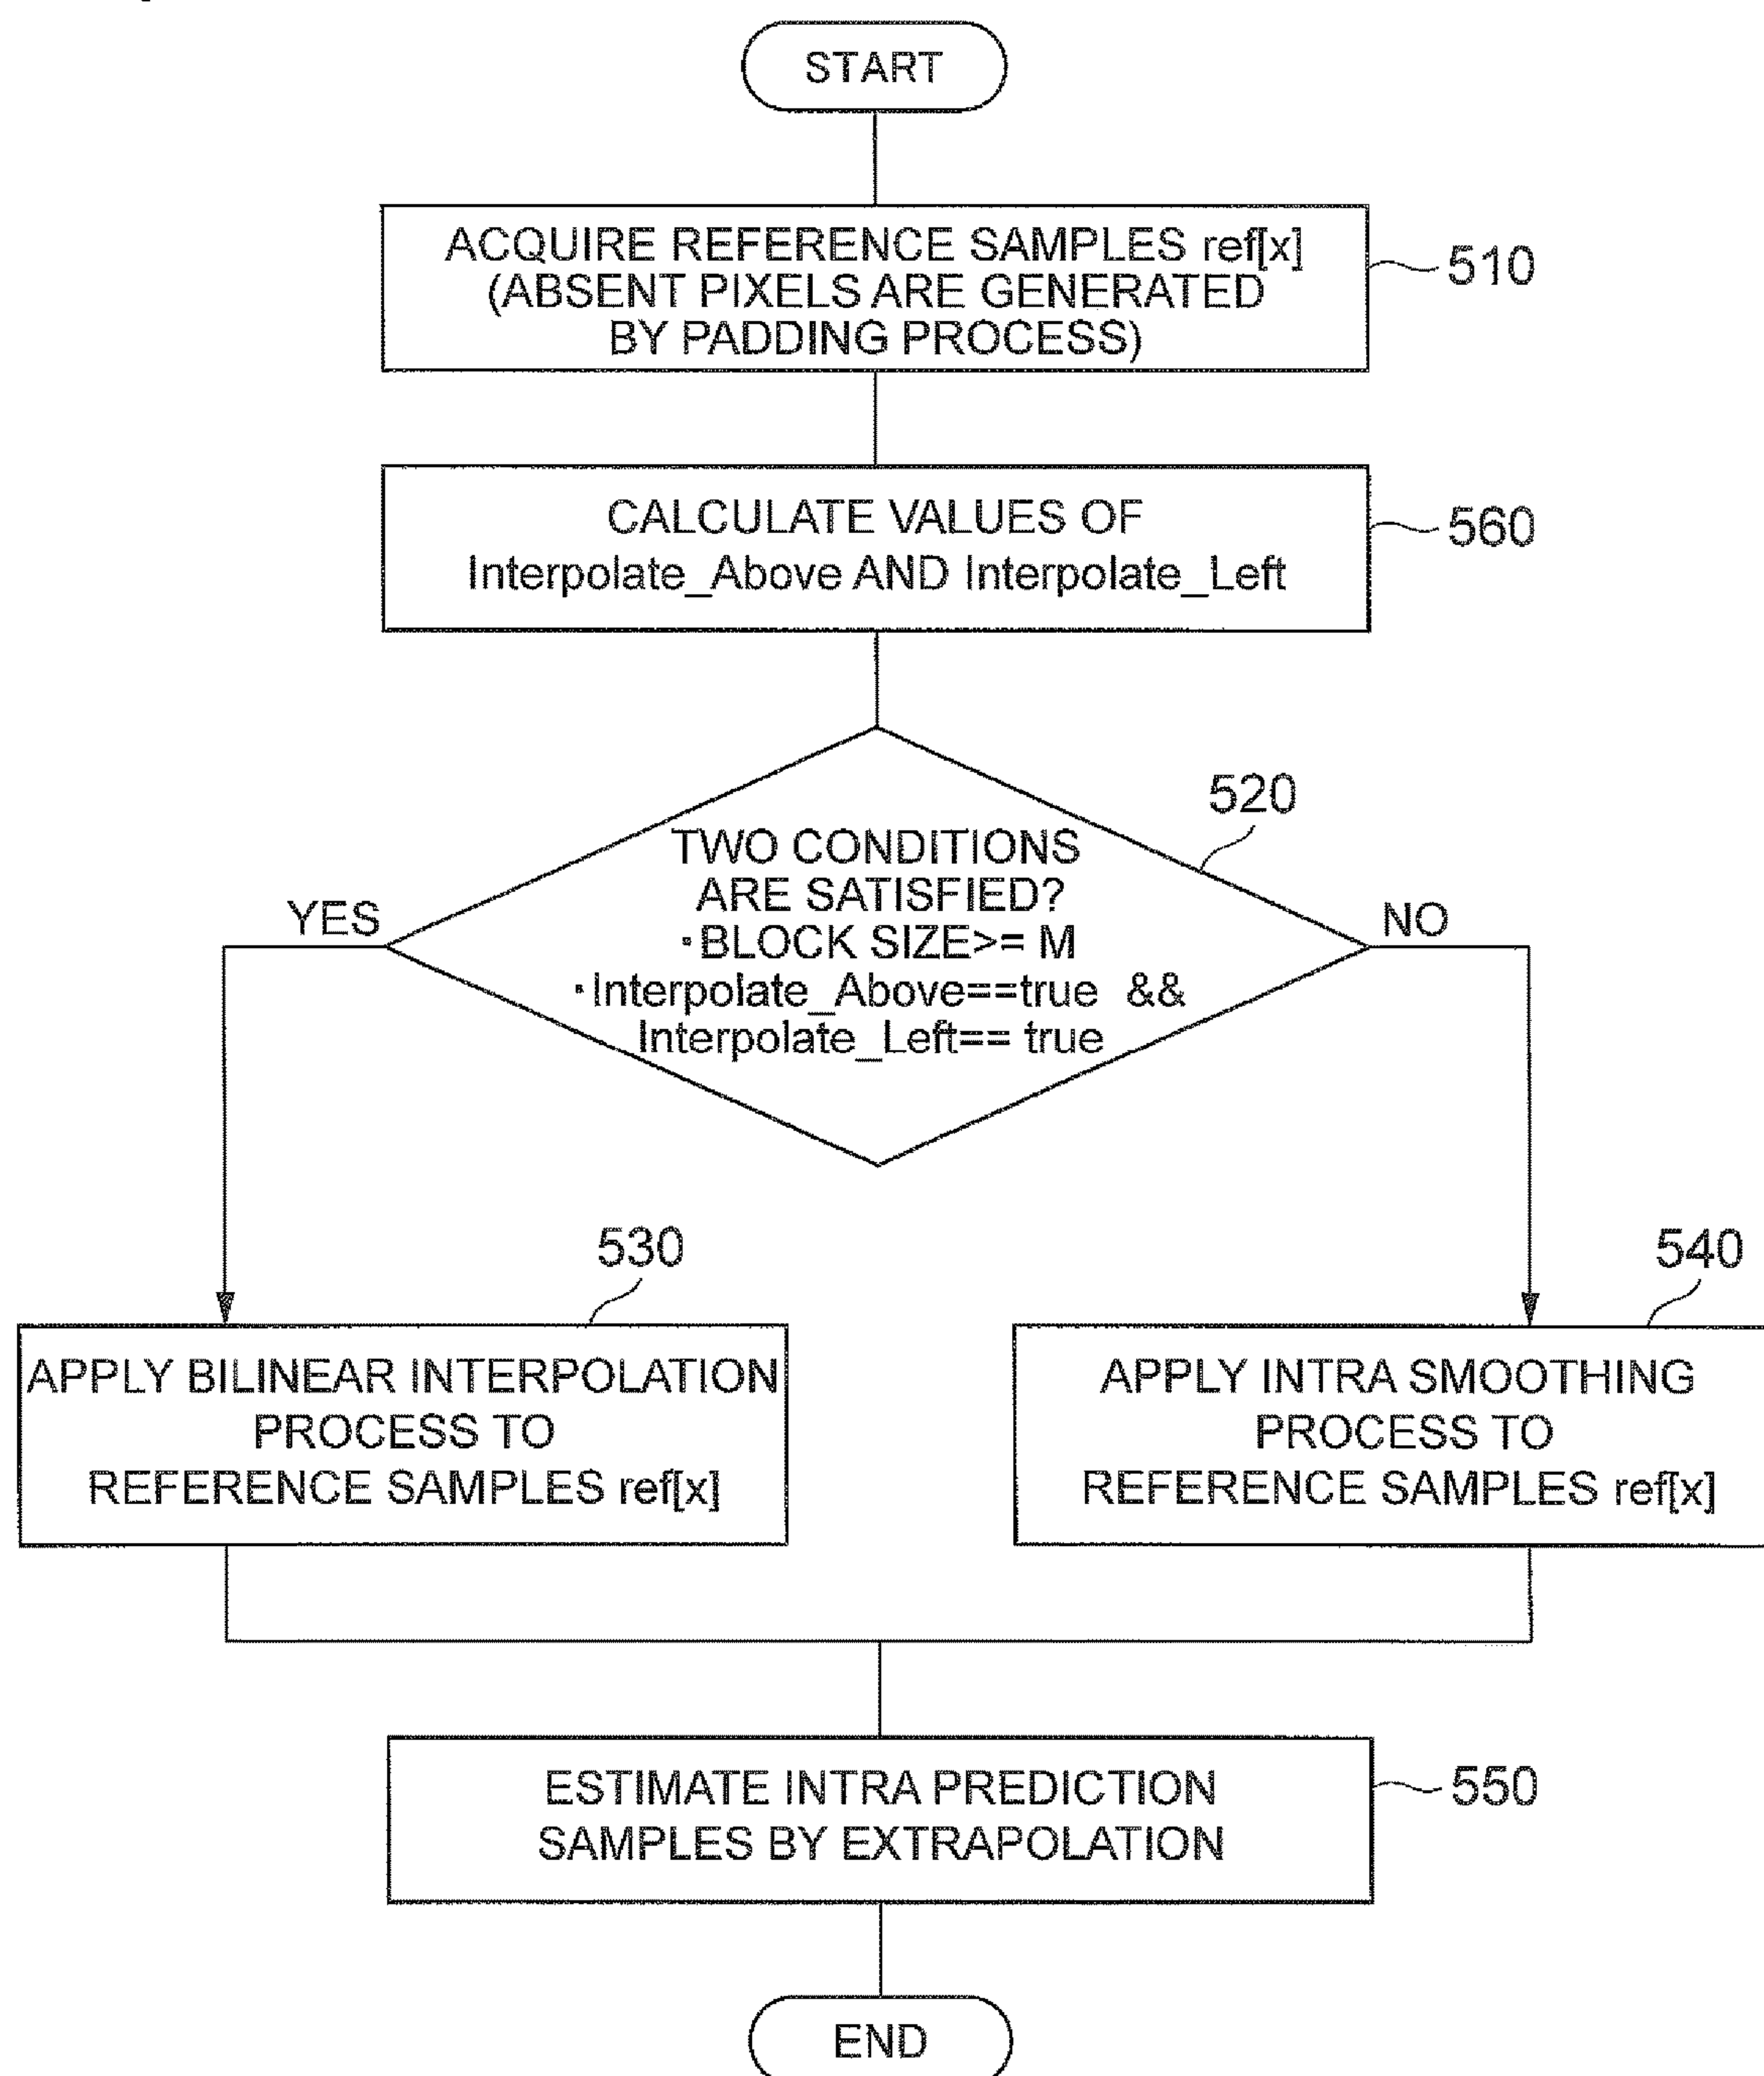 START
ACQUIRE REFERENCE SAMPLES ref[x]
(ABSENT PIXELS ARE GENERATED
BY PADDING PROCESS)
510
CALCULATE VALUES OF
Interpolate_Above AND Interpolate_Left
560
520
TWO CONDITIONS
ARE SATISFIED?
・BLOCK SIZE>= M
・Interpolate_Above==true &&
Interpolate_Left== true
YES
NO
530
APPLY BILINEAR INTERPOLATION
PROCESS TO
REFERENCE SAMPLES ref[x]
540
APPLY INTRA SMOOTHING
PROCESS TO
REFERENCE SAMPLES ref[x]
ESTIMATE INTRA PREDICTION
SAMPLES BY EXTRAPOLATION
550
END